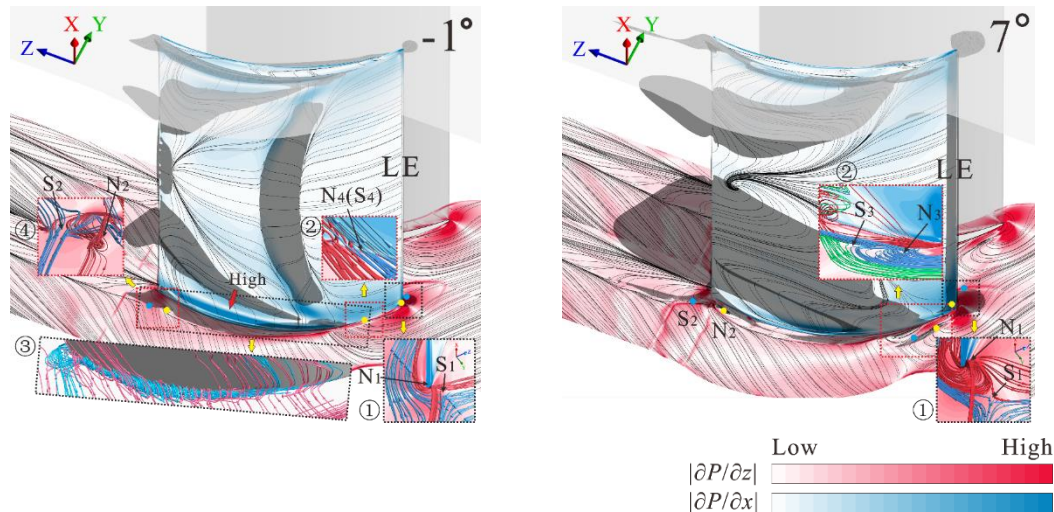 X
Y
Z
-1°
LE
S₂
N₂
④
N₄(S₄)
②
High
③
N₁
S₁
①
X
Y
Z
7°
LE
②
S₃
N₃
S₂
N₂
N₁
S₁
①
Low High
|∂P/∂z|
|∂P/∂x|